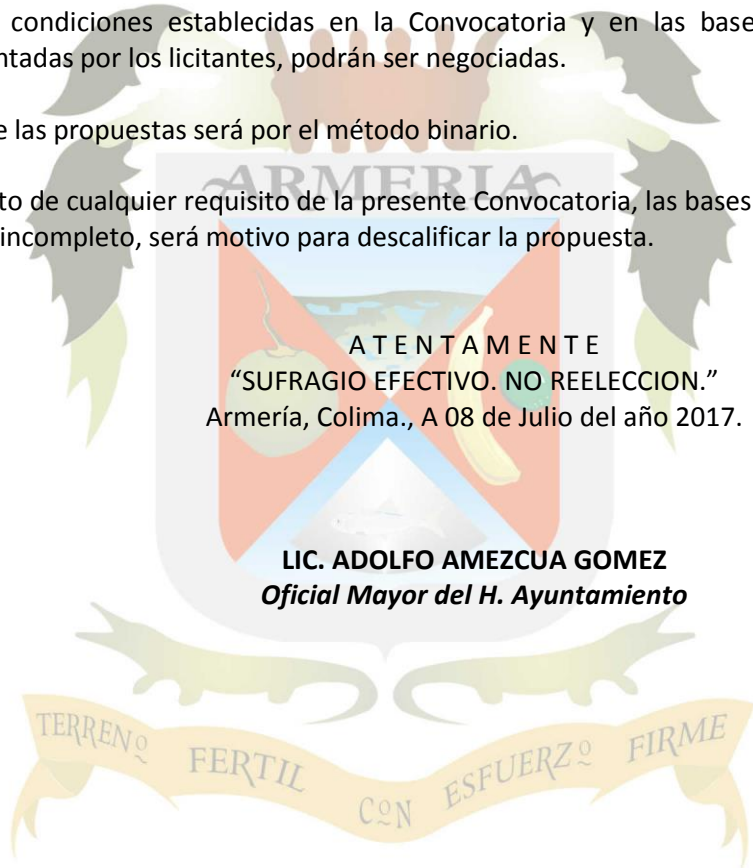 condiciones establecidas en la Convocatoria y en las base
ntadas por los licitantes, podrán ser negociadas.
e las propuestas será por el método binario.
ARMERIA
to de cualquier requisito de la presente Convocatoria, las bases
incompleto, será motivo para descalificar la propuesta.
A T E N T A M E N T E
“SUFRAGIO EFECTIVO. NO REELECCION.”
Armería, Colima., A 08 de Julio del año 2017.
LIC. ADOLFO AMEZCUA GOMEZ
Oficial Mayor del H. Ayuntamiento
TERRENO FERTIL CON ESFUERZO FIRME